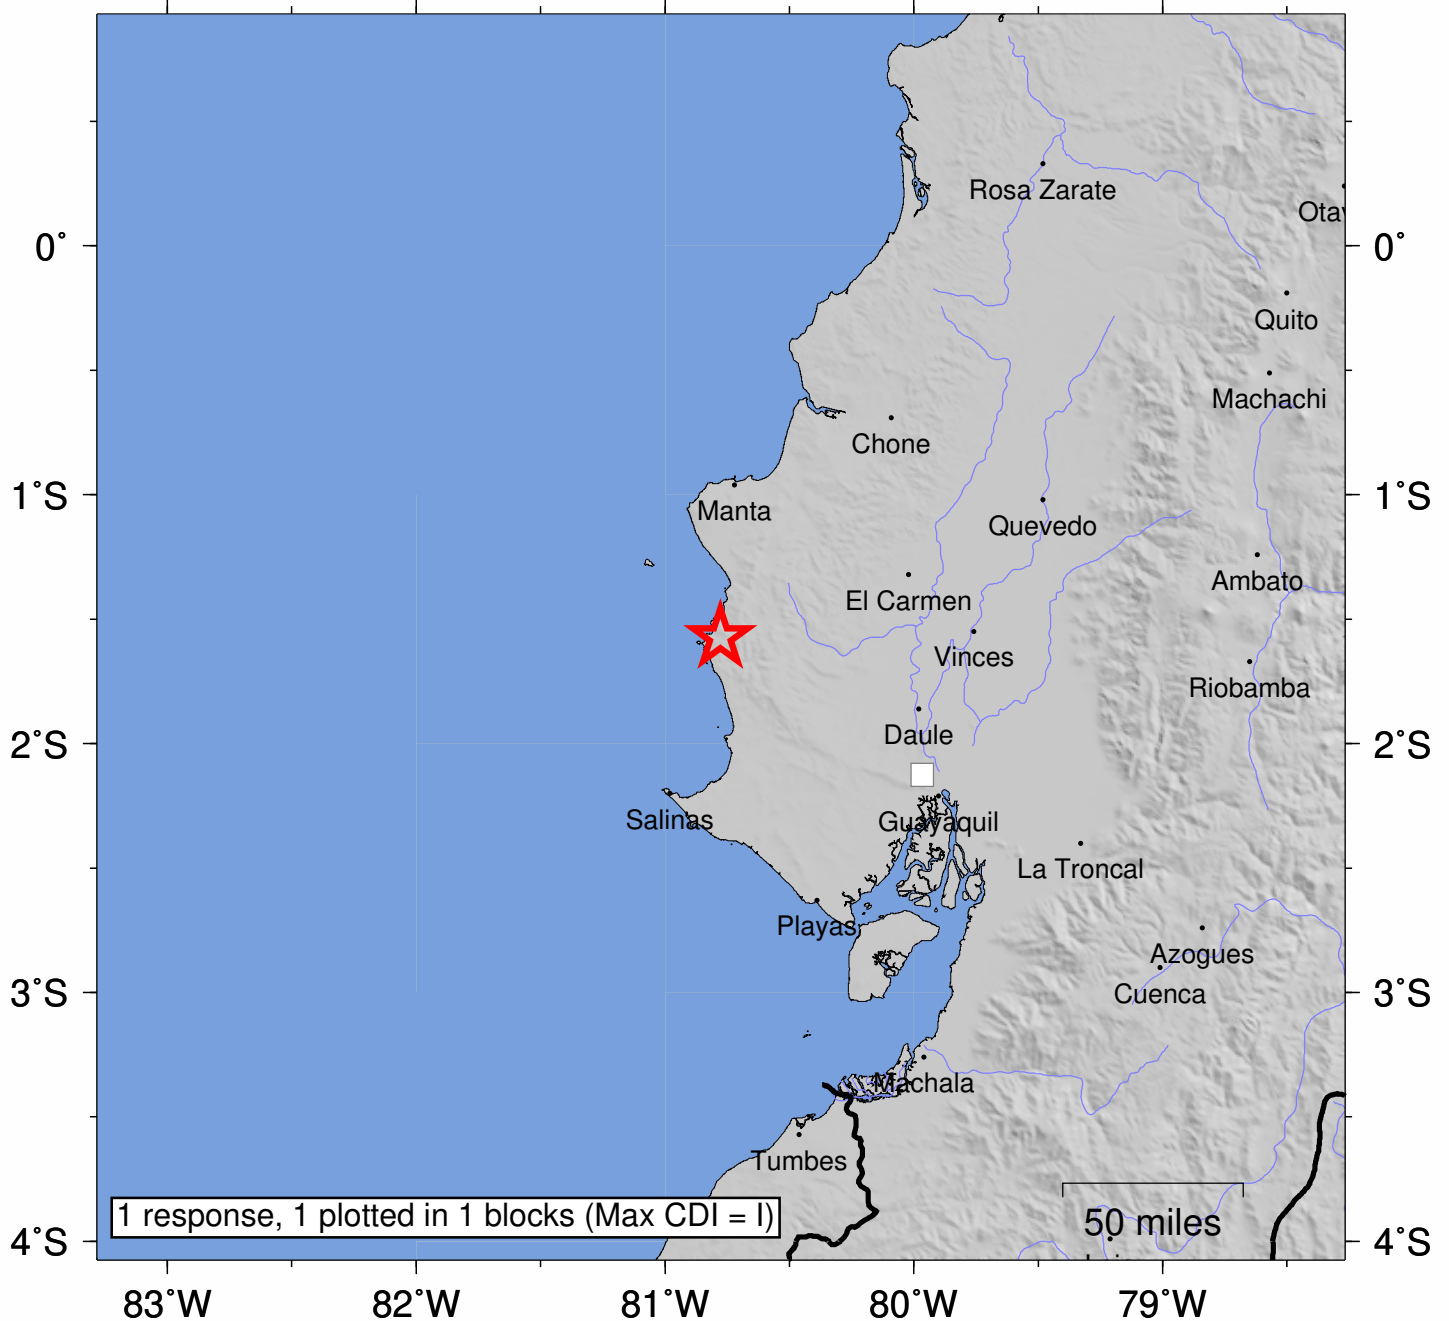 Rosa Zarate
Otav
0°
0°
Quito
Machachi
Chone
1°S
1°S
Manta
Quevedo
Ambato
El Carmen
Vinces
Riobamba
Daule
2°S
2°S
Salinas
Guayaquil
La Troncal
Playas
Azogues
Cuenca
3°S
3°S
Machala
Tumbes
1 response, 1 plotted in 1 blocks (Max CDI = I)
50 miles
4°S
4°S
83°W
82°W
81°W
80°W
79°W